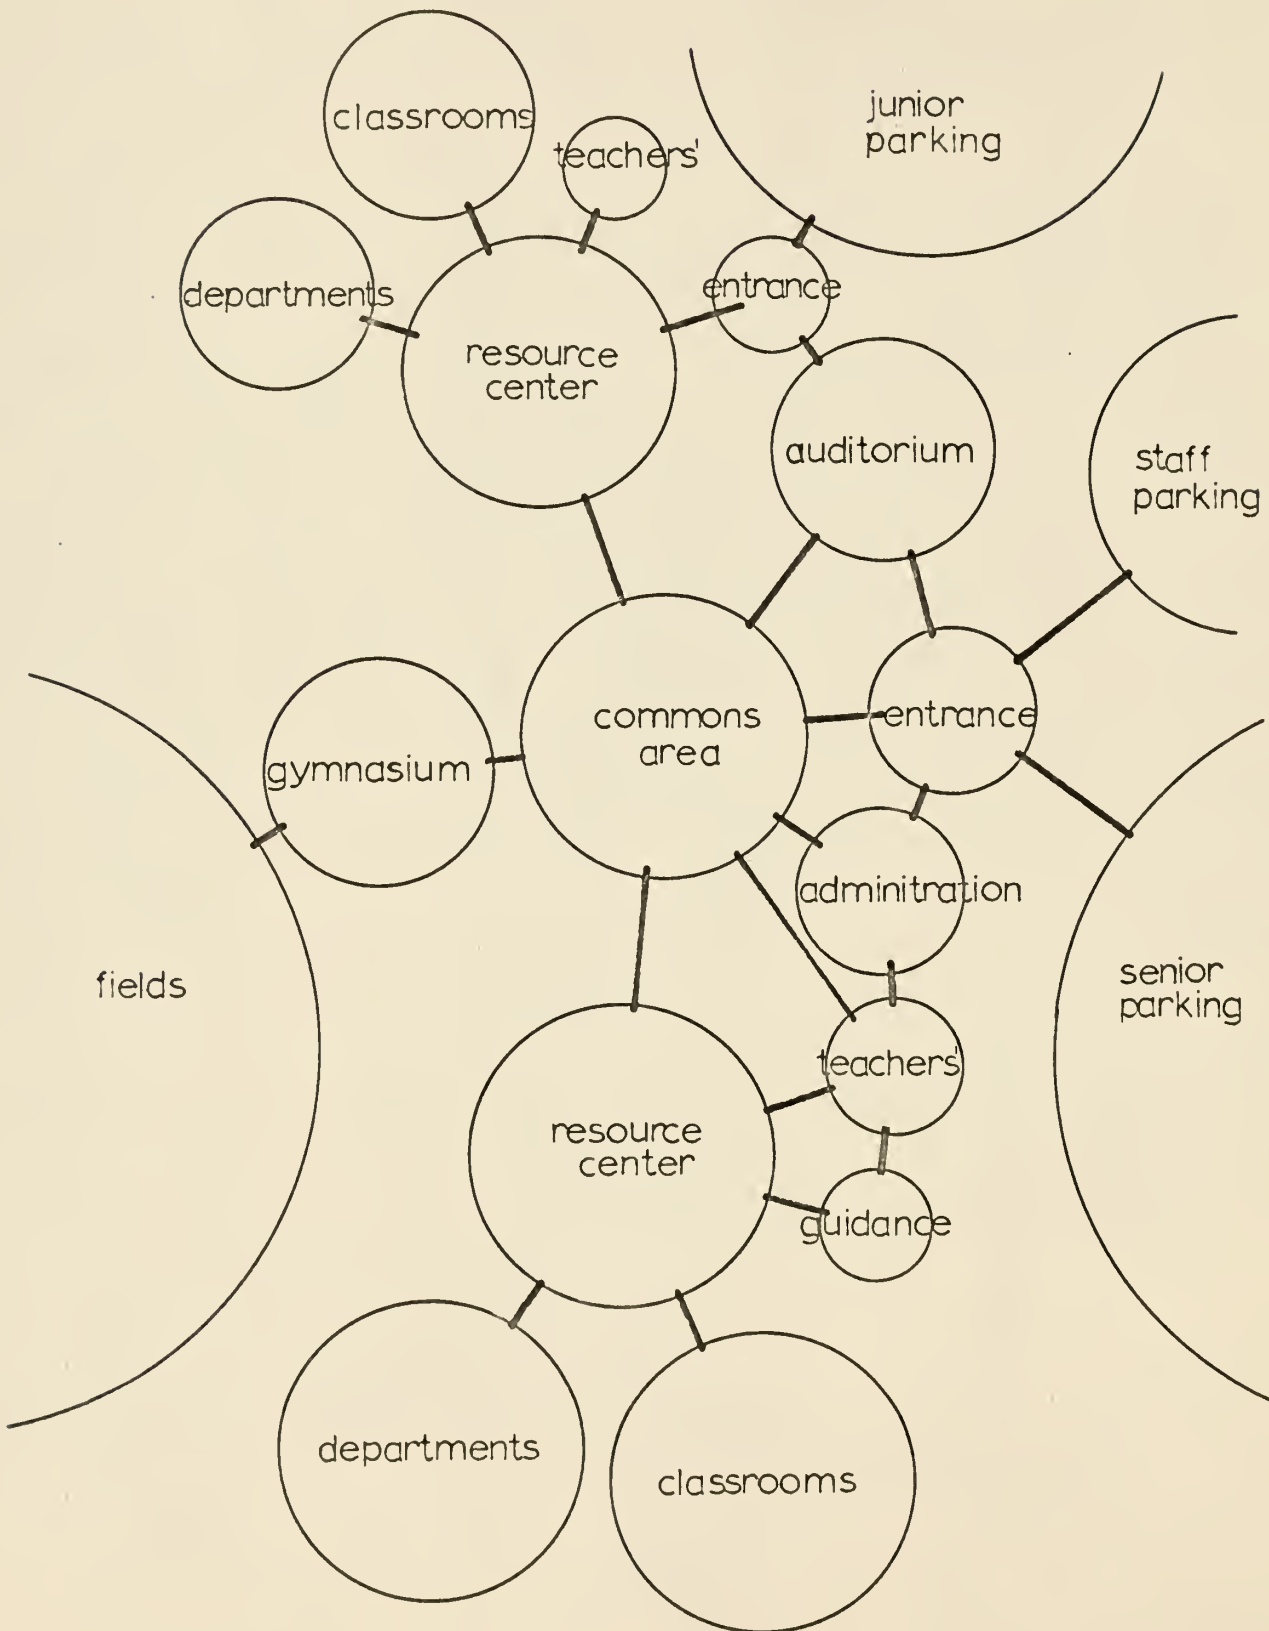 classrooms
teachers'
junior
parking
departments
entrance
resource
center
auditorium
staff
parking
commons
area
entrance
gymnasium
adminitration
fields
senior
parking
teachers'
resource
center
guidance
departments
classrooms